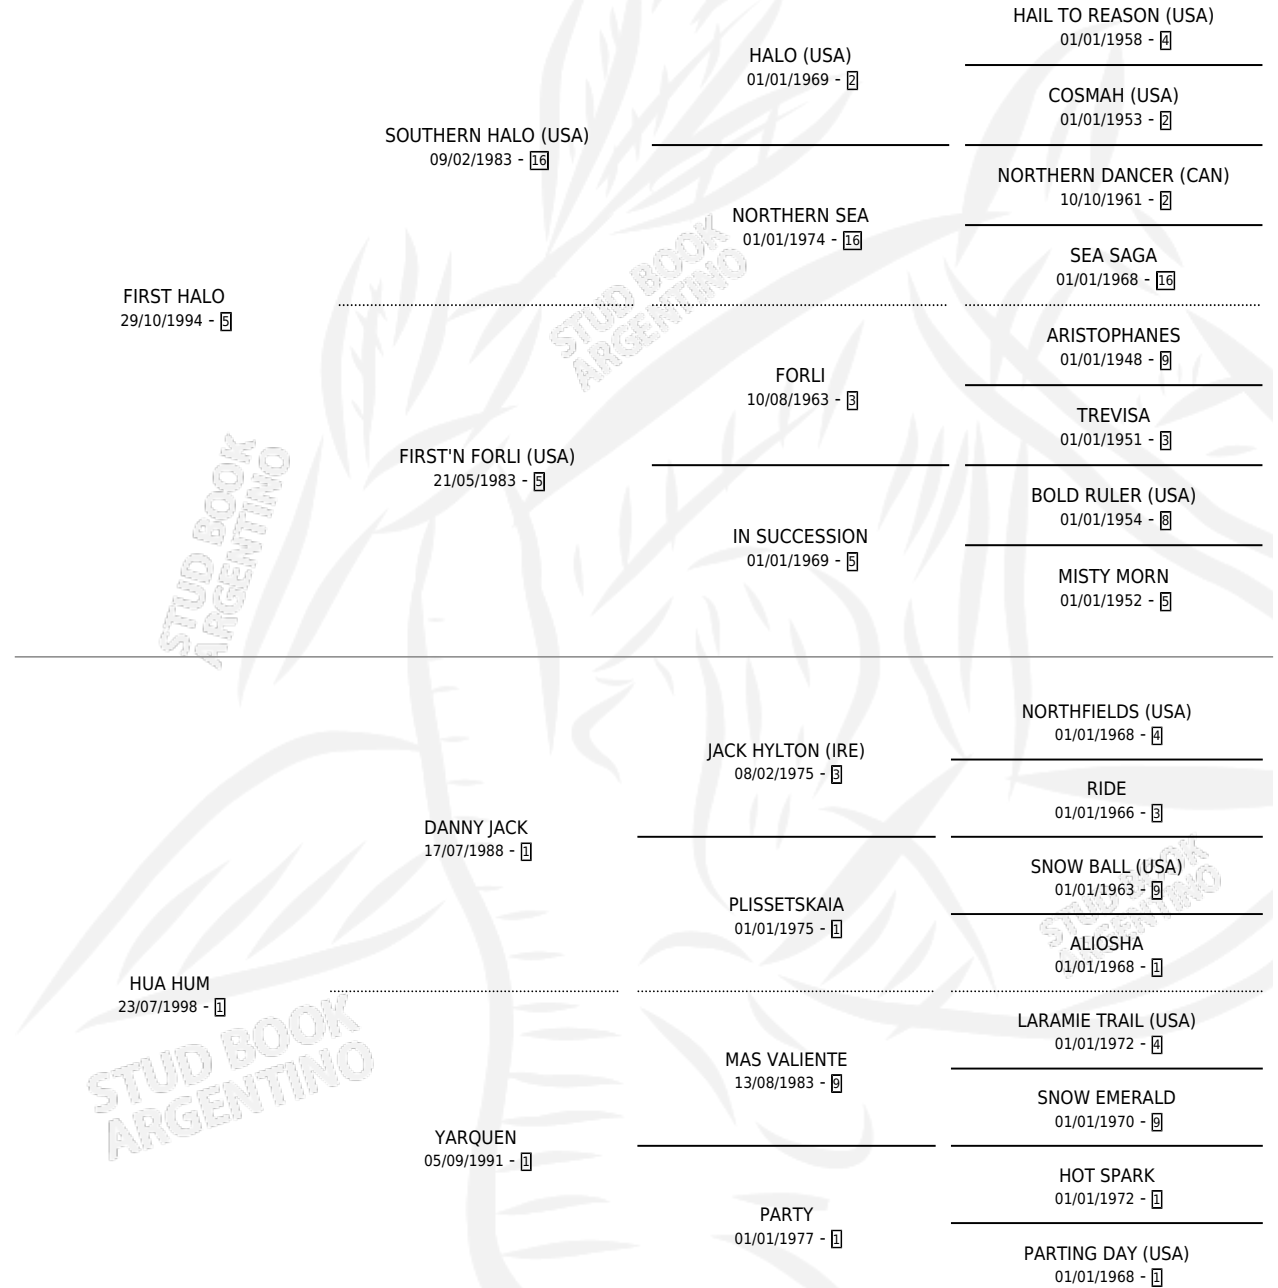 HAIL TO REASON (USA)
01/01/1958 - 4
HALO (USA)
01/01/1969 - 2
COSMAH (USA)
01/01/1953 - 2
SOUTHERN HALO (USA)
09/02/1983 - 16
NORTHERN DANCER (CAN)
10/10/1961 - 2
NORTHERN SEA
01/01/1974 - 16
SEA SAGA
01/01/1968 - 16
FIRST HALO
29/10/1994 - 5
STUD BOOK
ARGENTINO
ARISTOPHANES
01/01/1948 - 9
FORLI
10/08/1963 - 3
TREVISA
01/01/1951 - 3
FIRST'N FORLI (USA)
21/05/1983 - 5
BOLD RULER (USA)
01/01/1954 - 8
IN SUCCESSION
01/01/1969 - 5
MISTY MORN
01/01/1952 - 5
STUD BOOK
ARGENTINO
NORTHFIELDS (USA)
01/01/1968 - 4
JACK HYLTON (IRE)
08/02/1975 - 3
RIDE
01/01/1966 - 3
DANNY JACK
17/07/1988 - 1
SNOW BALL (USA)
01/01/1963 - 9
PLISSETSKAIA
01/01/1975 - 1
ALIOSHA
01/01/1968 - 1
STUD BOOK
ARGENTINO
HUA HUM
23/07/1998 - 1
LARAMIE TRAIL (USA)
01/01/1972 - 4
MAS VALIENTE
13/08/1983 - 9
SNOW EMERALD
01/01/1970 - 9
STUD BOOK
ARGENTINO
YARQUEN
05/09/1991 - 1
HOT SPARK
01/01/1972 - 1
PARTY
01/01/1977 - 1
PARTING DAY (USA)
01/01/1968 - 1